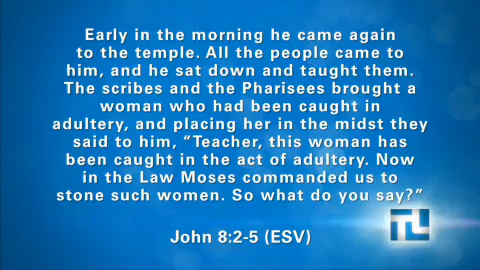 Early in the morning he came again
to the temple. All the people came to
him, and he sat down and taught them.
The scribes and the Pharisees brought a
woman who had been caught in
adultery, and placing her in the midst they
said to him, “Teacher, this woman has
been caught in the act of adultery. Now
in the Law Moses commanded us to
stone such women. So what do you say?”
John 8:2-5 (ESV)